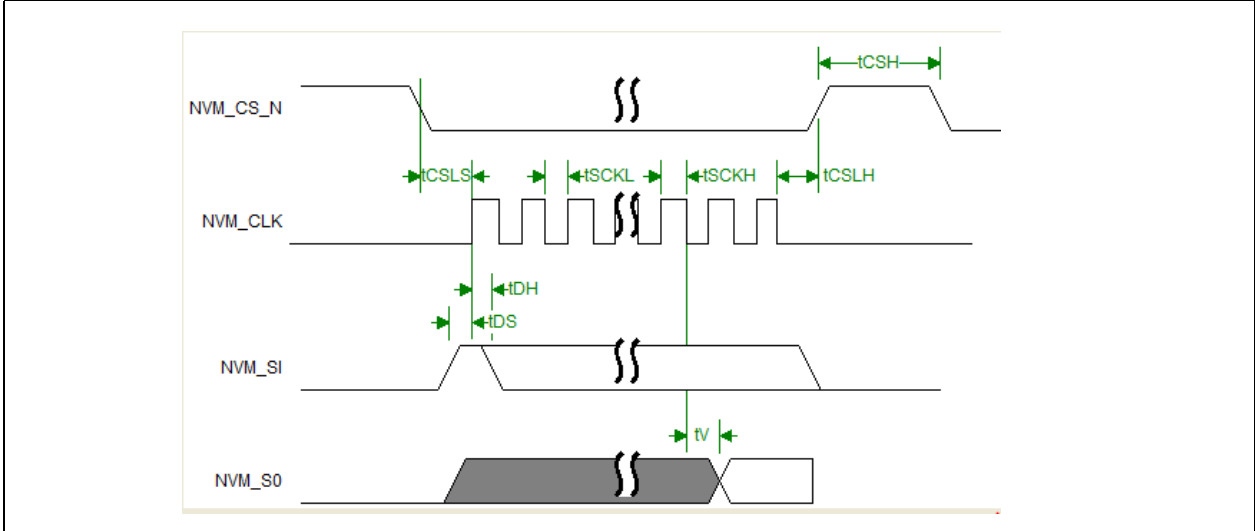 tCSH
NVM_CS_N
tCSLS
tSCKL
tSCKH
tCSLH
NVM_CLK
tDH
tDS
NVM_SI
tV
NVM_S0